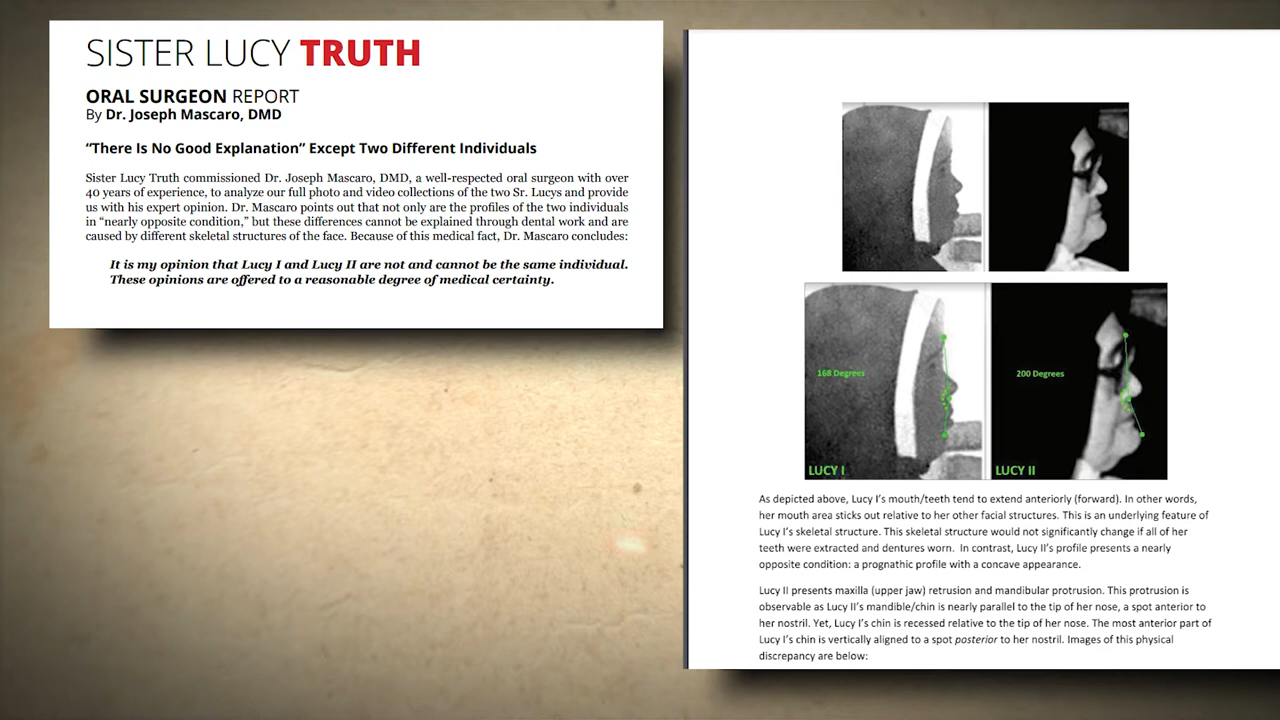 SISTER LUCY TRUTH
ORAL SURGEON REPORT
By Dr. Joseph Mascaro, DMD
“There Is No Good Explanation” Except Two Different Individuals
Sister Lucy Truth commissioned Dr. Joseph Mascaro, DMD, a well-respected oral surgeon with over
40 years of experience, to analyze our full photo and video collections of the two Sr. Lucys and provide
us with his expert opinion. Dr. Mascaro points out that not only are the profiles of the two individuals
in “nearly opposite condition,” but these differences cannot be explained through dental work and are
caused by different skeletal structures of the face. Because of this medical fact, Dr. Mascaro concludes:
It is my opinion that Lucy I and Lucy II are not and cannot be the same individual.
These opinions are offered to a reasonable degree of medical certainty.
168 Degrees
200 Degrees
LUCY I
LUCY II
As depicted above, Lucy I’s mouth/teeth tend to extend anteriorly (forward). In other words,
her mouth area sticks out relative to her other facial structures. This is an underlying feature of
Lucy I’s skeletal structure. This skeletal structure would not significantly change if all of her
teeth were extracted and dentures worn. In contrast, Lucy II’s profile presents a nearly
opposite condition: a prognathic profile with a concave appearance.
Lucy II presents maxilla (upper jaw) retrusion and mandibular protrusion. This protrusion is
observable as Lucy II’s mandible/chin is nearly parallel to the tip of her nose, a spot anterior to
her nostril. Yet, Lucy I’s chin is recessed relative to the tip of her nose. The most anterior part of
Lucy I’s chin is vertically aligned to a spot posterior to her nostril. Images of this physical
discrepancy are below: